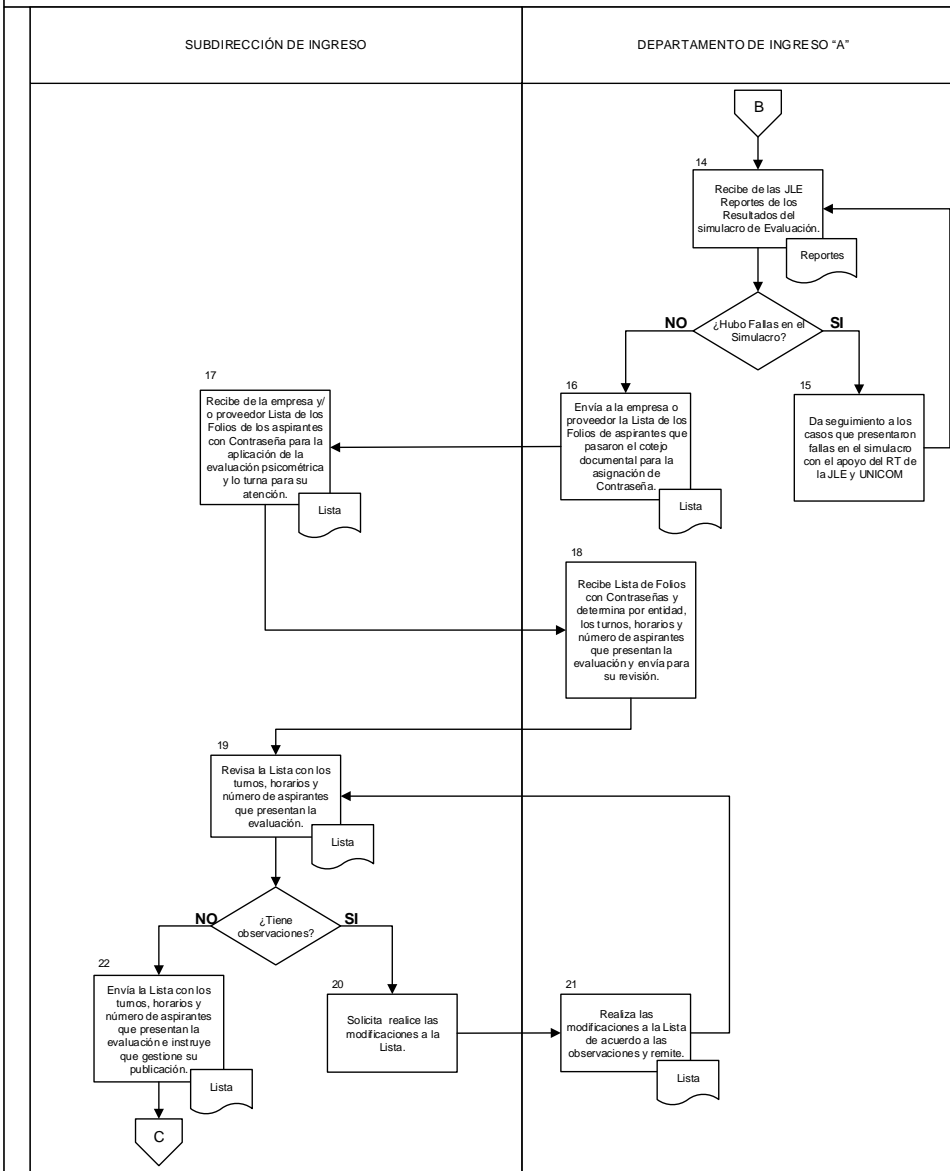 SUBDIRECCIÓN DE INGRESO
DEPARTAMENTO DE INGRESO “A”
B
14
Recibe de las JLE
Reportes de los
Resultados del
simulacro de Evaluación.
Reportes
¿Hubo Fallas en el
Simulacro?
NO
SI
15
Da seguimiento a los
casos que presentaron
fallas en el simulacro
con el apoyo del RT de
la JLE y UNICOM
16
Envía a la empresa o
proveedor la Lista de los
Folios de aspirantes que
pasaron el cotejo
documental para la
asignación de
Contraseña.
Lista
17
Recibe de la empresa y/
o proveedor Lista de los
Folios de los aspirantes
con Contraseña para la
aplicación de la
evaluación psicométrica
y lo turna para su
atención.
Lista
18
Recibe Lista de Folios
con Contraseñas y
determina por entidad,
los turnos, horarios y
número de aspirantes
que presentan la
evaluación y envía para
su revisión.
19
Revisa la Lista con los
turnos, horarios y
número de aspirantes
que presentan la
evaluación.
Lista
¿Tiene
observaciones?
NO
SI
20
Solicita realice las
modificaciones a la
Lista.
21
Realiza las
modificaciones a la Lista
de acuerdo a las
observaciones y remite.
Lista
22
Envía la Lista con los
turnos, horarios y
número de aspirantes
que presentan la
evaluación e instruye
que gestione su
publicación.
Lista
C